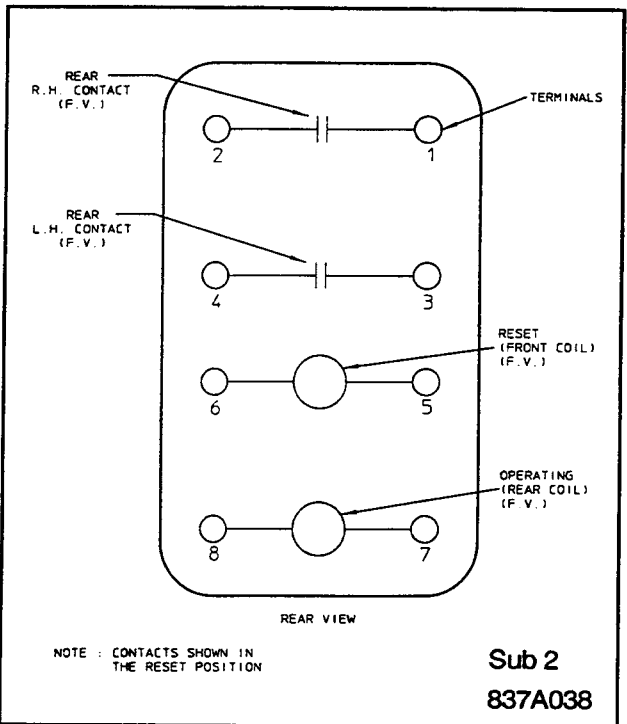 REAR
R.H. CONTACT
(F.V.)
TERMINALS
2
1
REAR
L.H. CONTACT
(F.V.)
4
3
RESET
(FRONT COIL)
(F.V.)
6
5
OPERATING
(REAR COIL)
(F.V.)
8
7
REAR VIEW
NOTE : CONTACTS SHOWN IN
THE RESET POSITION
Sub 2
837A038